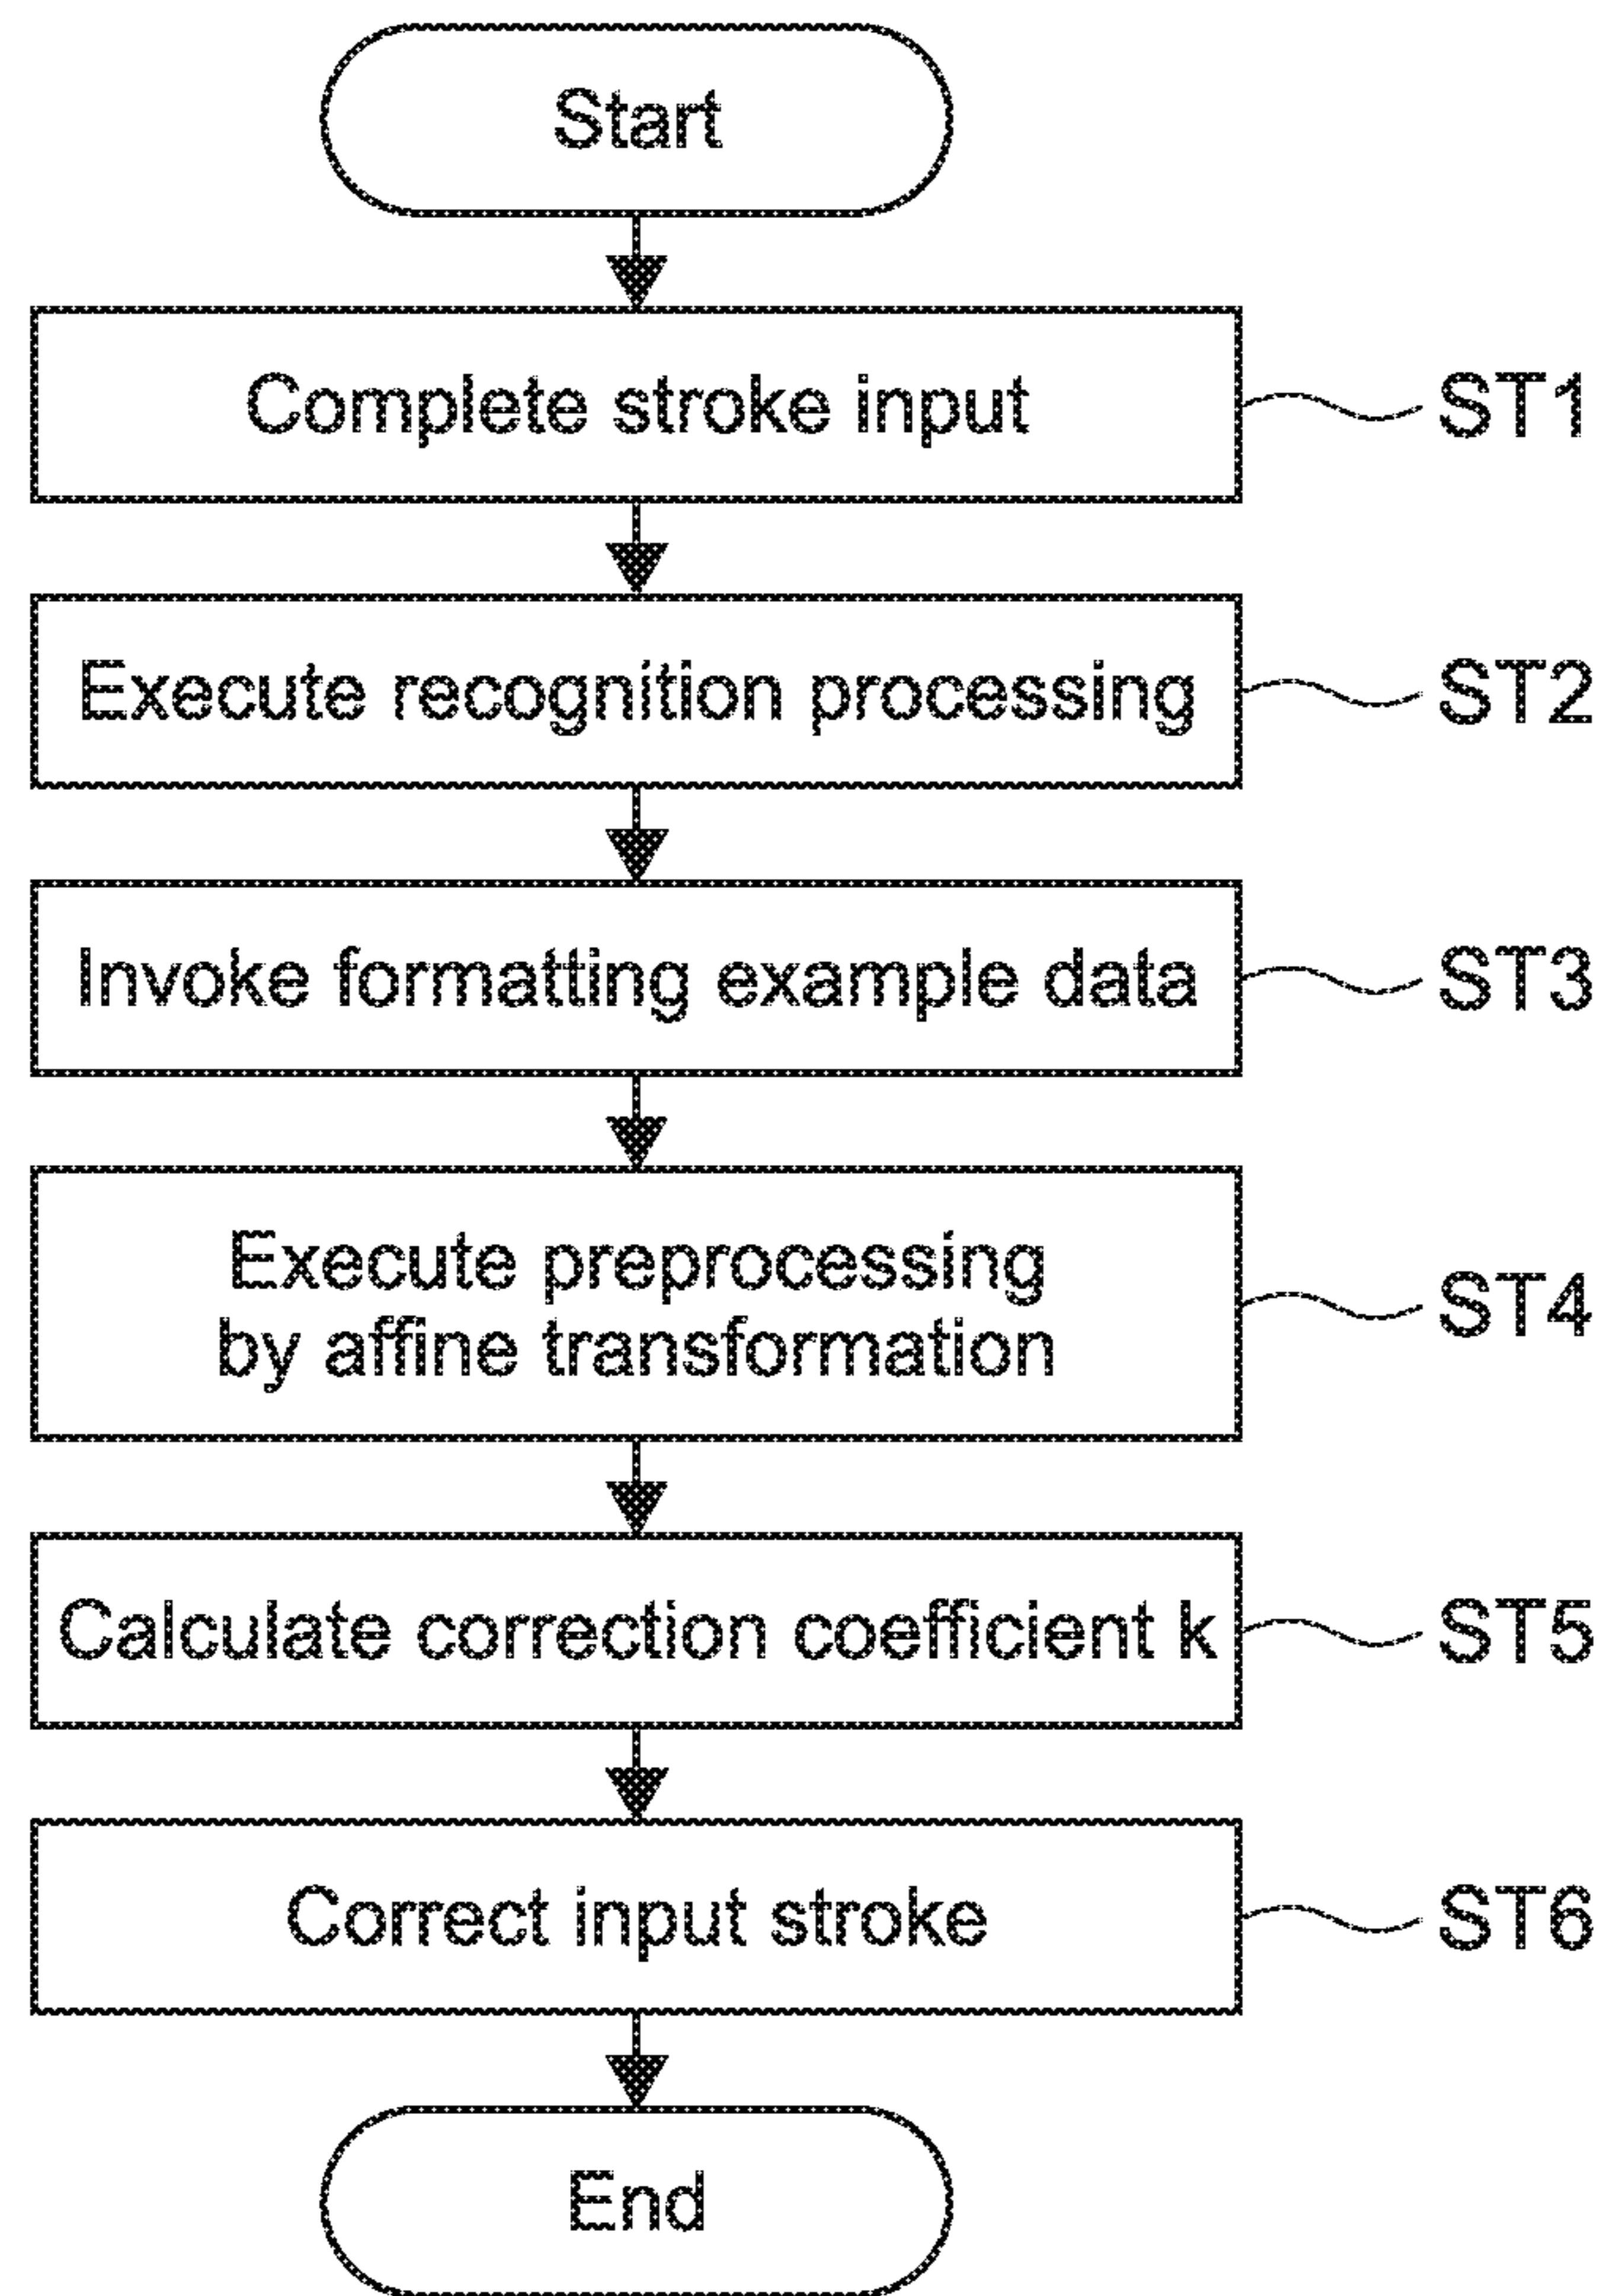 Start
Complete stroke input
ST1
Execute recognition processing
ST2
Invoke formatting example data
ST3
Execute preprocessing
by affine transformation
ST4
Calculate correction coefficient k
ST5
Correct input stroke
ST6
End